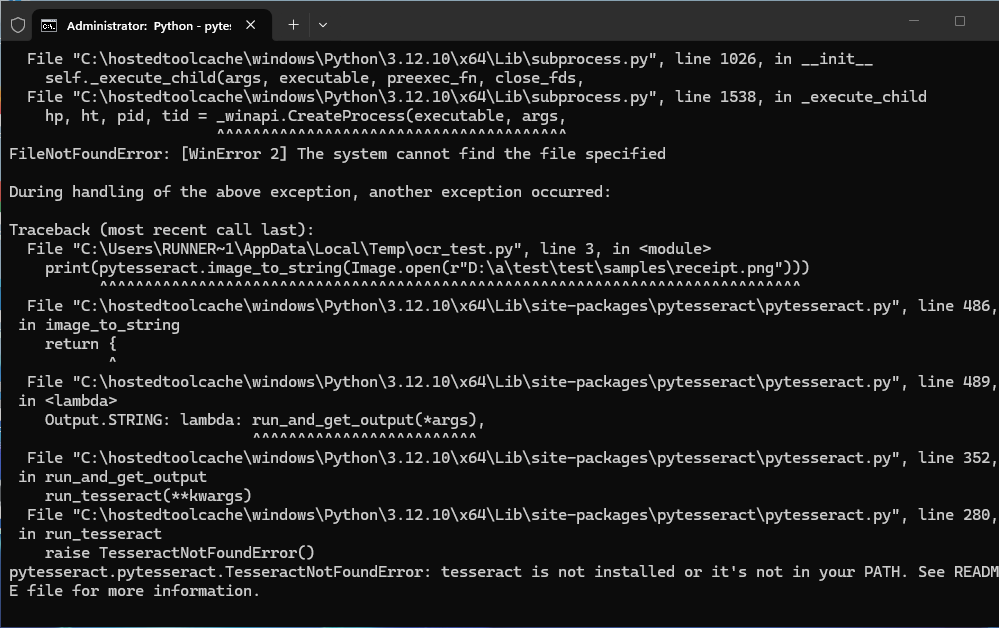 Administrator: Python - pytes
File "C:\hostedtoolcache\windows\Python\3.12.10\x64\Lib\subprocess.py", line 1026, in __init__
self._execute_child(args, executable, preexec_fn, close_fds,
File "C:\hostedtoolcache\windows\Python\3.12.10\x64\Lib\subprocess.py", line 1538, in _execute_child
hp, ht, pid, tid = _winapi.CreateProcess(executable, args,
^^^^^^^^^^^^^^^^^^^^^^^^^^^^^^^^^^^^^^^
FileNotFoundError: [WinError 2] The system cannot find the file specified
During handling of the above exception, another exception occurred:
Traceback (most recent call last):
File "C:\Users\RUNNER~1\AppData\Local\Temp\ocr_test.py", line 3, in <module>
print(pytesseract.image_to_string(Image.open(r"D:\a\test\test\samples\receipt.png")))
^^^^^^^^^^^^^^^^^^^^^^^^^^^^^^^^^^^^^^^^^^^^^^^^^^^^^^^^^^^^^^^^^^^^^^^^^^^^^^
File "C:\hostedtoolcache\windows\Python\3.12.10\x64\Lib\site-packages\pytesseract\pytesseract.py", line 486,
in image_to_string
return {
^
File "C:\hostedtoolcache\windows\Python\3.12.10\x64\Lib\site-packages\pytesseract\pytesseract.py", line 489,
in <lambda>
Output.STRING: lambda: run_and_get_output(*args),
^^^^^^^^^^^^^^^^^^^^^^^^^
File "C:\hostedtoolcache\windows\Python\3.12.10\x64\Lib\site-packages\pytesseract\pytesseract.py", line 352,
in run_and_get_output
run_tesseract(**kwargs)
File "C:\hostedtoolcache\windows\Python\3.12.10\x64\Lib\site-packages\pytesseract\pytesseract.py", line 280,
in run_tesseract
raise TesseractNotFoundError()
pytesseract.pytesseract.TesseractNotFoundError: tesseract is not installed or it's not in your PATH. See READM
E file for more information.